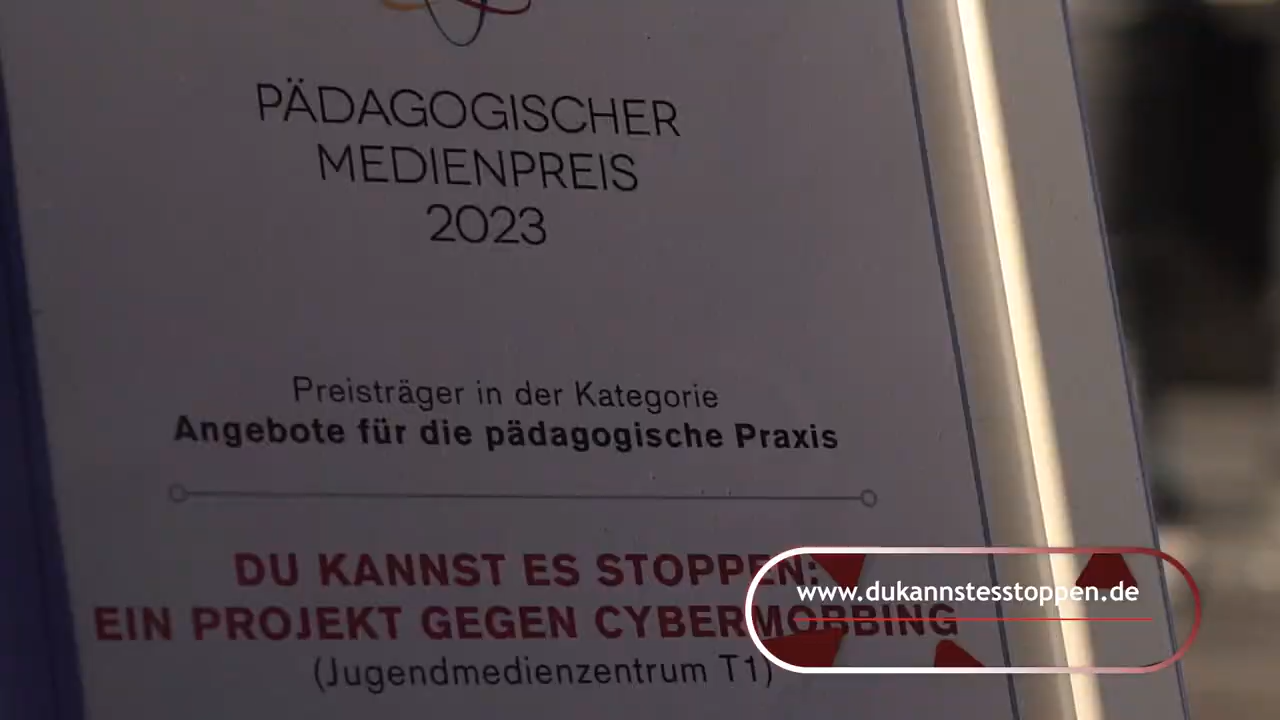 PÄDAGOGISCHER
MEDIENPREIS
2023
Preisträger in der Kategorie
Angebote für die pädagogische Praxis
DU KANNST ES STOPPEN:
EIN PROJEKT GEGEN CYBERMOBBING
(Jugendmedienzentrum T1)
www.dukannstesstoppen.de